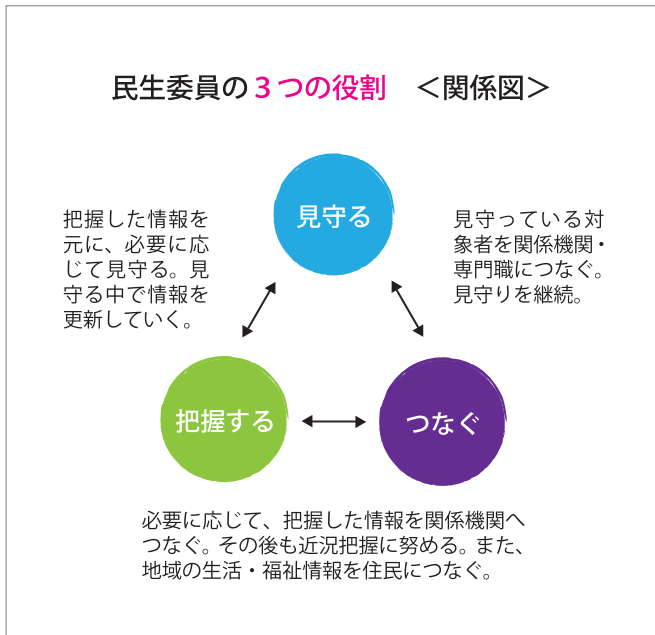 民生委員の3つの役割　＜関係図＞
見守る
把握した情報を
元に、必要に応
じて見守る。見
守る中で情報を
更新していく。
見守っている対
象者を関係機関・
専門職につなぐ。
見守りを継続。
把握する
つなぐ
必要に応じて、把握した情報を関係機関へ
つなぐ。その後も近況把握に努める。また、
地域の生活・福祉情報を住民につなぐ。